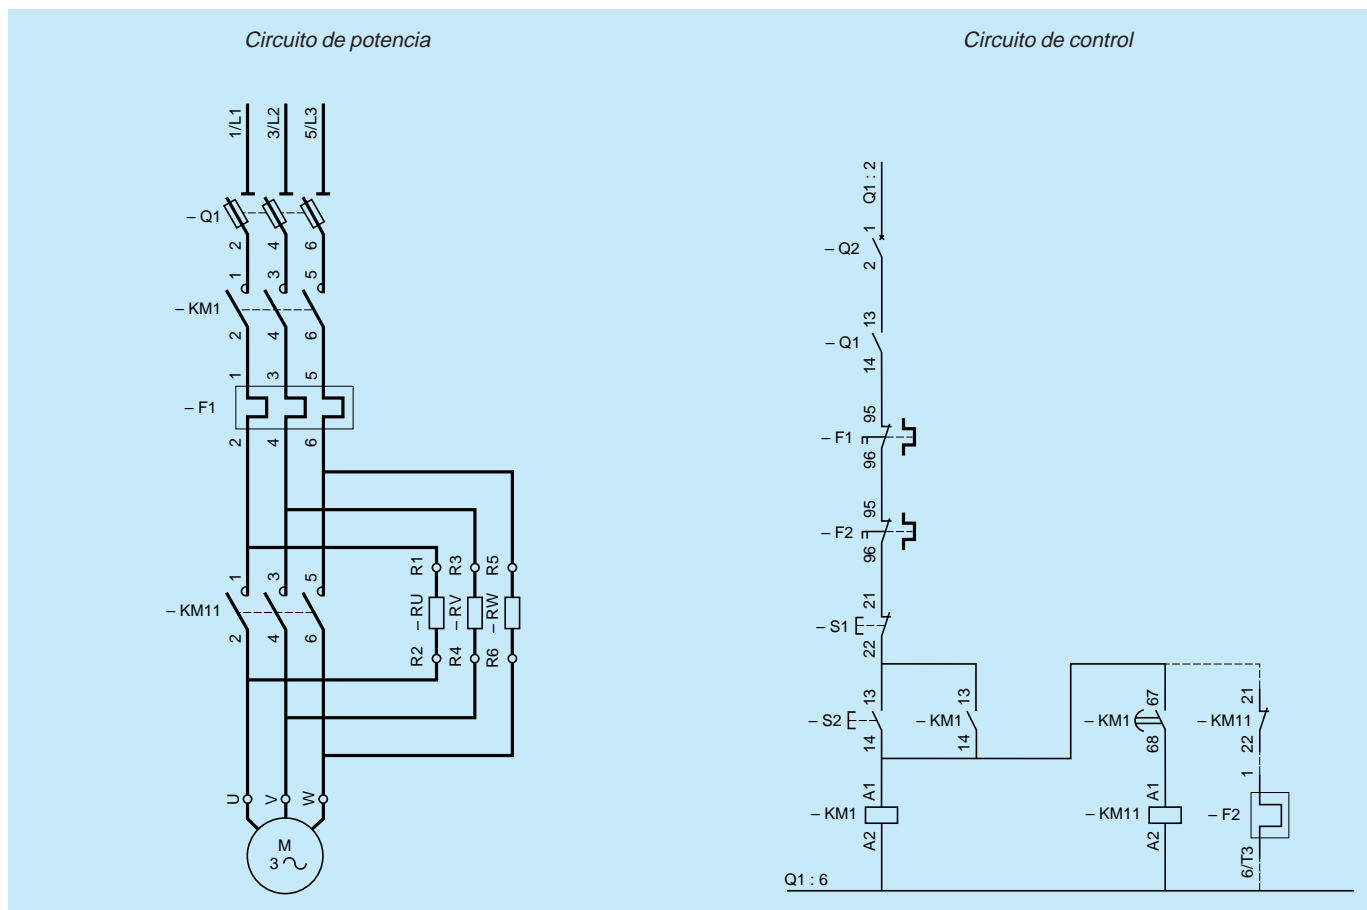 Circuito de potencia
Circuito de control
1/L1
3/L2
5/L3
– Q1
2
4
6
1
3
5
– KM1
2
4
6
1
3
5
– F1
2
4
6
R1
R3
R5
1
3
5
– KM11
– RU
– RV
– RW
2
4
6
R2
R4
R6
U
V
W
M
3
Q1 : 2
1
– Q2
2
13
– Q1
14
95
– F1
96
95
– F2
96
21
– S1
22
13
– S2
14
13
– KM1
14
67
– KM1
68
21
– KM11
22
A1
– KM1
A2
A1
– KM11
A2
1
– F2
6/T3
Q1 : 6